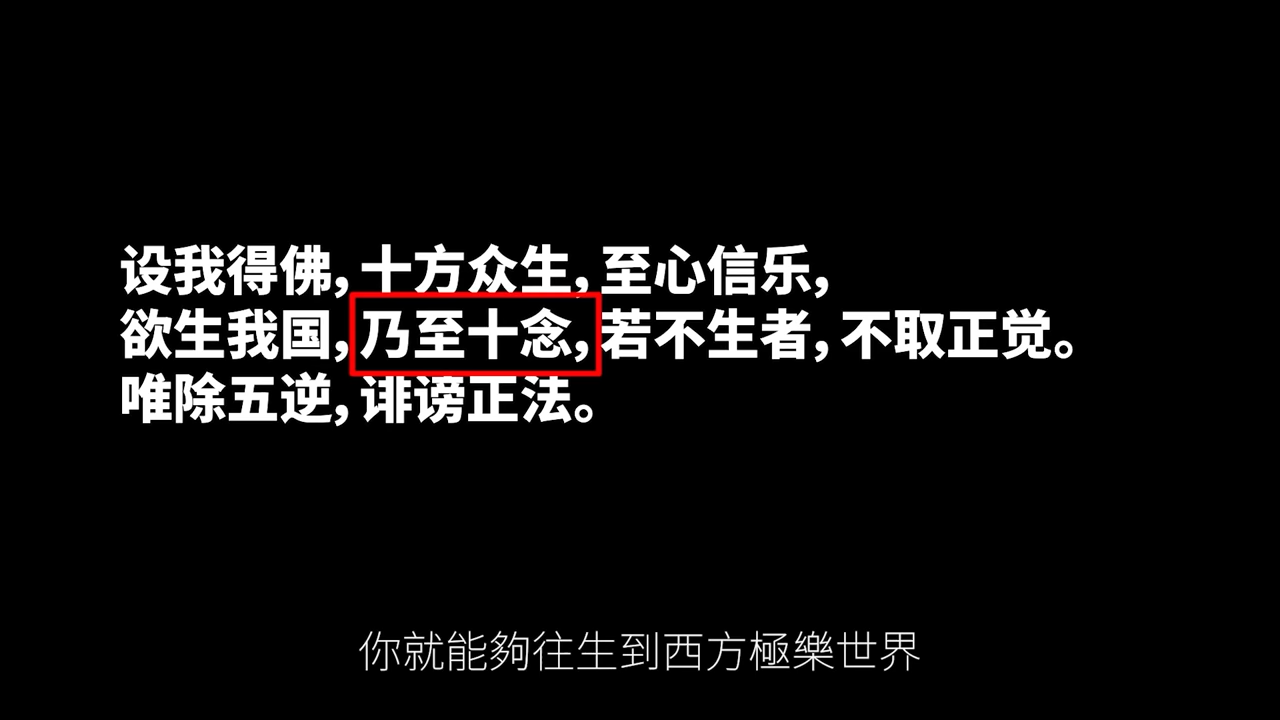 设我得佛，十方众生，至心信乐，
欲生我国，乃至十念，若不生者，不取正觉。
唯除五逆，诽谤正法。
你就能夠往生到西方極樂世界